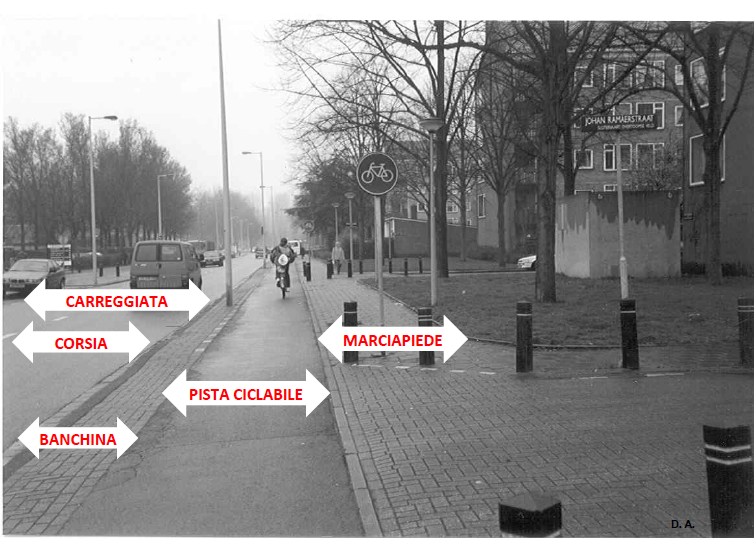 JOHAN RAMAERSTRAAT
CARREGGIATA
CORSIA
MARCIAPIEDE
PISTA CICLABILE
BANCHINA
D. A.